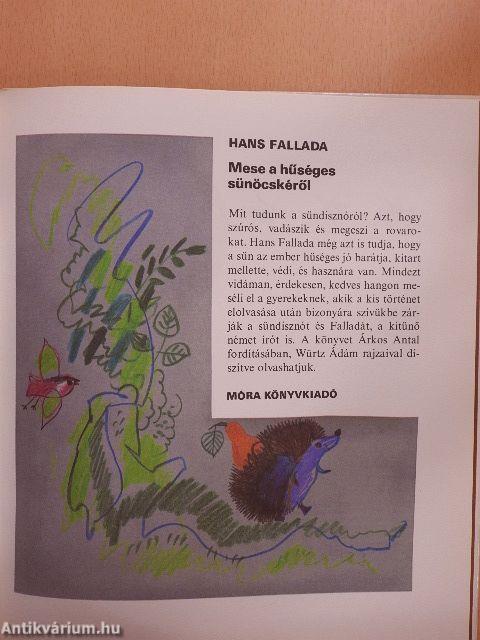 HANS FALLADA
Mese a hűséges
sünöcskéről
Mit tudunk a sündisznóról? Azt, hogy
szúrós, vadászik és megeszi a rovaro-
kat. Hans Fallada még azt is tudja, hogy
a sün az ember hűséges jó barátja, kitart
mellette, védi, és hasznára van. Mindezt
vidáman, érdekesen, kedves hangon me-
séli el a gyerekeknek, akik a kis történet
elolvasása után bizonyára szívükbe zár-
ják a sündisznót és Falladát, a kitűnő
német írót is. A könyvet Árkos Antal
fordításában, Würtz Ádám rajzaival dí-
szítve olvashatjuk.
MÓRA KÖNYVKIADÓ
Antikvárium.hu